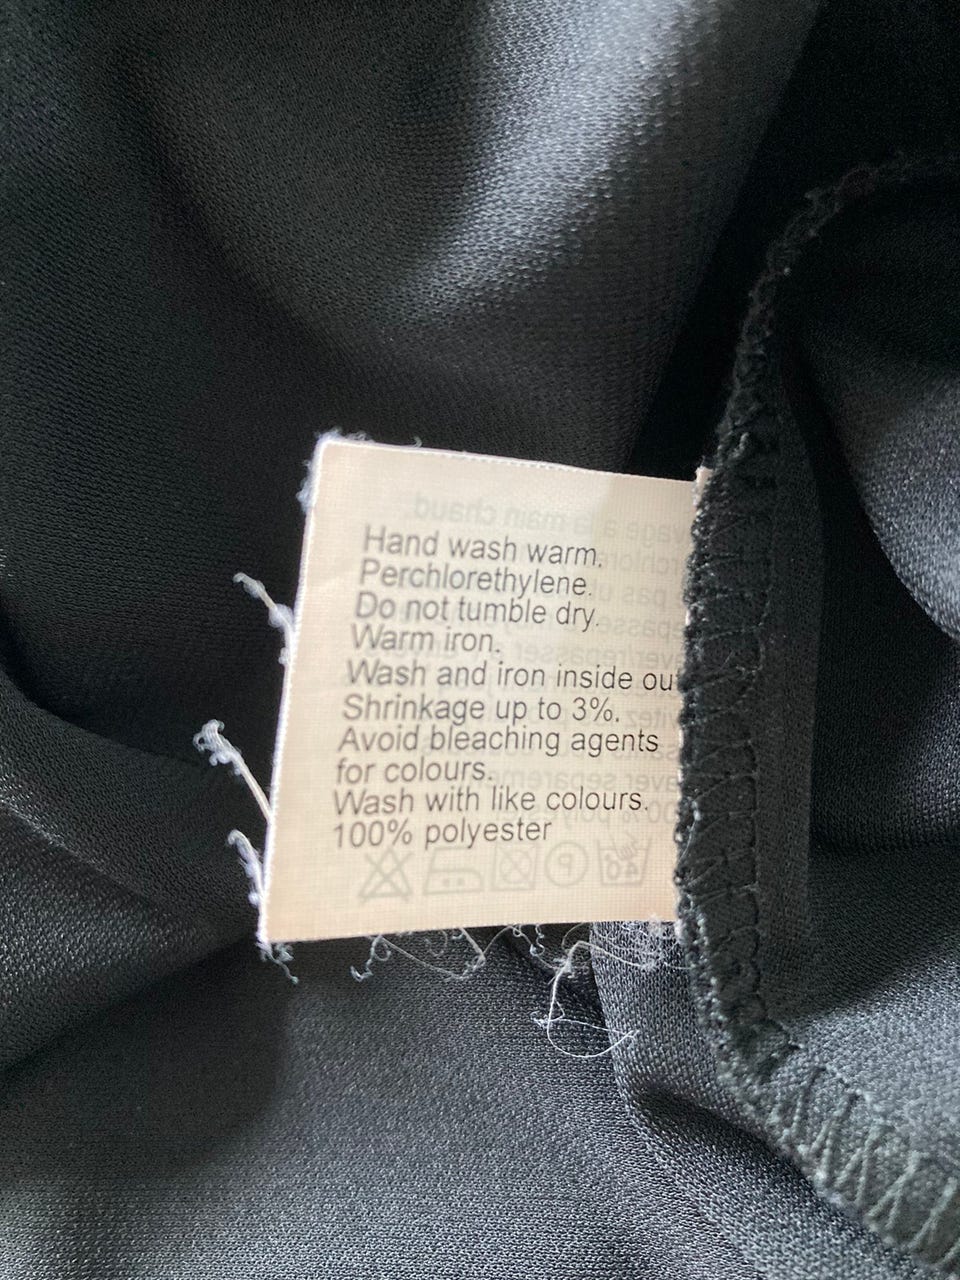 Hand wash warm.
Perchlorethylene.
Do not tumble dry.
Warm iron.
Wash and iron inside ou
Shrinkage up to 3%.
Avoid bleaching agents
for colours.
Wash with like colours.
100% polyester